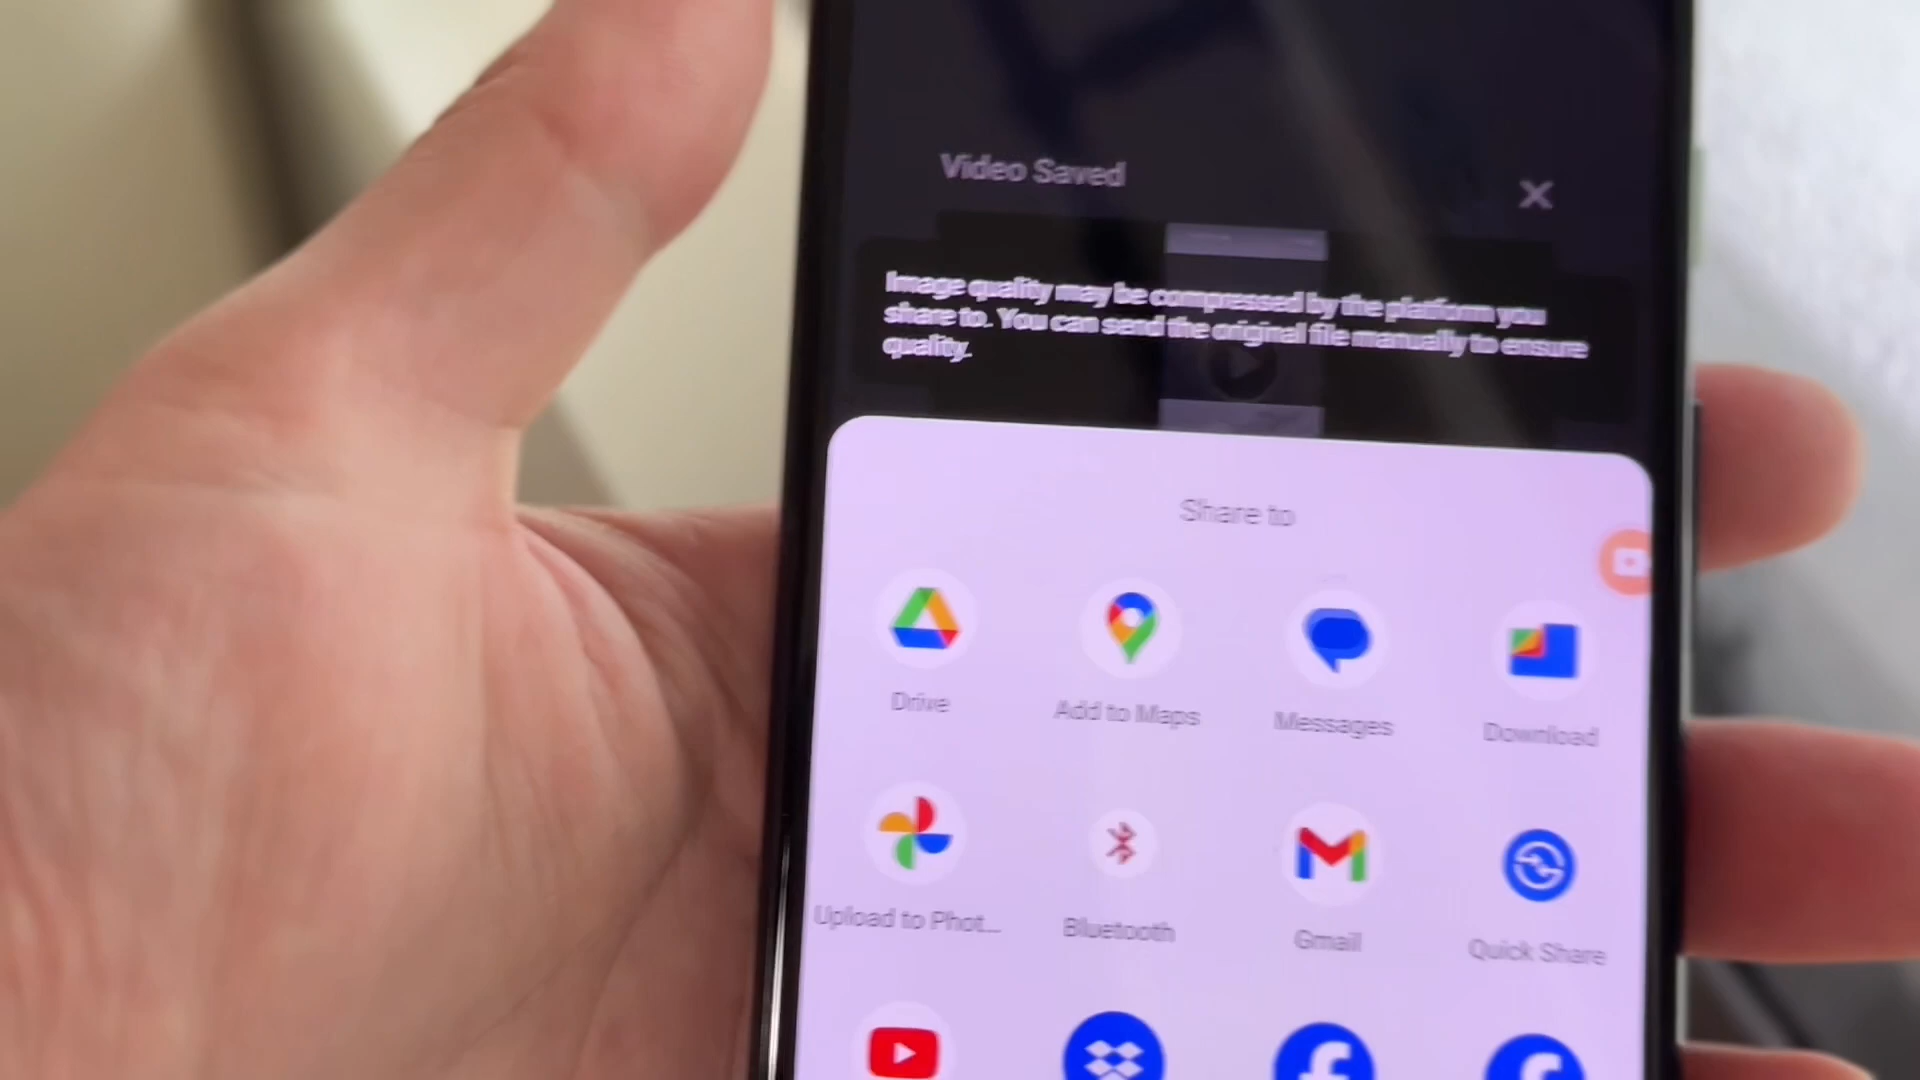 Video Saved
Image quality may be compressed by the platform you
share to. You can send the original file manually to ensure
quality.
Share to
Drive
Add to Maps
Messages
Download
Upload to Phot...
Bluetooth
Gmail
Quick Share